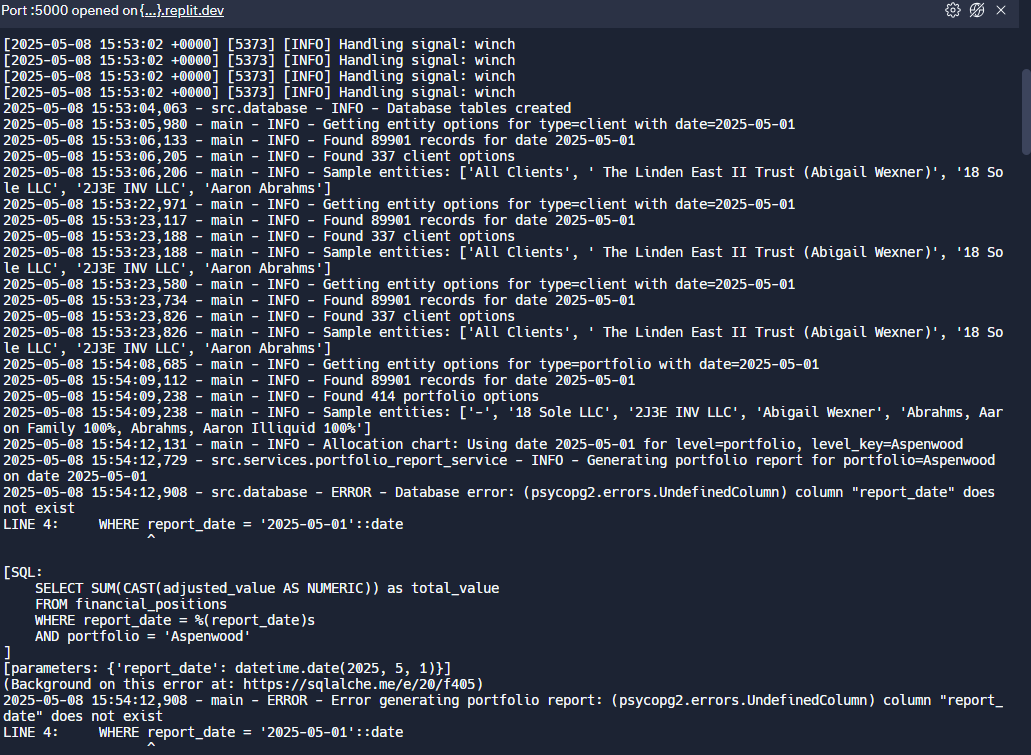 Port :5000 opened on {...}.replit.dev
[2025-05-08 15:53:02 +0000] [5373] [INFO] Handling signal: winch
[2025-05-08 15:53:02 +0000] [5373] [INFO] Handling signal: winch
[2025-05-08 15:53:02 +0000] [5373] [INFO] Handling signal: winch
[2025-05-08 15:53:02 +0000] [5373] [INFO] Handling signal: winch
2025-05-08 15:53:04,063 - src.database - INFO - Database tables created
2025-05-08 15:53:05,980 - main - INFO - Getting entity options for type=client with date=2025-05-01
2025-05-08 15:53:06,133 - main - INFO - Found 89901 records for date 2025-05-01
2025-05-08 15:53:06,205 - main - INFO - Found 337 client options
2025-05-08 15:53:06,206 - main - INFO - Sample entities: ['All Clients', ' The Linden East II Trust (Abigail Wexner)', '18 So
le LLC', '2J3E INV LLC', 'Aaron Abrahms']
2025-05-08 15:53:22,971 - main - INFO - Getting entity options for type=client with date=2025-05-01
2025-05-08 15:53:23,117 - main - INFO - Found 89901 records for date 2025-05-01
2025-05-08 15:53:23,188 - main - INFO - Found 337 client options
2025-05-08 15:53:23,188 - main - INFO - Sample entities: ['All Clients', ' The Linden East II Trust (Abigail Wexner)', '18 So
le LLC', '2J3E INV LLC', 'Aaron Abrahms']
2025-05-08 15:53:23,580 - main - INFO - Getting entity options for type=client with date=2025-05-01
2025-05-08 15:53:23,734 - main - INFO - Found 89901 records for date 2025-05-01
2025-05-08 15:53:23,826 - main - INFO - Found 337 client options
2025-05-08 15:53:23,826 - main - INFO - Sample entities: ['All Clients', ' The Linden East II Trust (Abigail Wexner)', '18 So
le LLC', '2J3E INV LLC', 'Aaron Abrahms']
2025-05-08 15:54:08,685 - main - INFO - Getting entity options for type=portfolio with date=2025-05-01
2025-05-08 15:54:09,112 - main - INFO - Found 89901 records for date 2025-05-01
2025-05-08 15:54:09,238 - main - INFO - Found 414 portfolio options
2025-05-08 15:54:09,238 - main - INFO - Sample entities: ['-', '18 Sole LLC', '2J3E INV LLC', 'Abigail Wexner', 'Abrahms, Aar
on Family 100%, Abrahms, Aaron Illiquid 100%']
2025-05-08 15:54:12,131 - main - INFO - Allocation chart: Using date 2025-05-01 for level=portfolio, level_key=Aspenwood
2025-05-08 15:54:12,729 - src.services.portfolio_report_service - INFO - Generating portfolio report for portfolio=Aspenwood
on date 2025-05-01
2025-05-08 15:54:12,908 - src.database - ERROR - Database error: (psycopg2.errors.UndefinedColumn) column "report_date" does
not exist
LINE 4:     WHERE report_date = '2025-05-01'::date
^
[SQL:
SELECT SUM(CAST(adjusted_value AS NUMERIC)) as total_value
FROM financial_positions
WHERE report_date = %(report_date)s
AND portfolio = 'Aspenwood'
]
[parameters: {'report_date': datetime.date(2025, 5, 1)}]
(Background on this error at: https://sqlalche.me/e/20/f405)
2025-05-08 15:54:12,908 - main - ERROR - Error generating portfolio report: (psycopg2.errors.UndefinedColumn) column "report_
date" does not exist
LINE 4:     WHERE report_date = '2025-05-01'::date
^